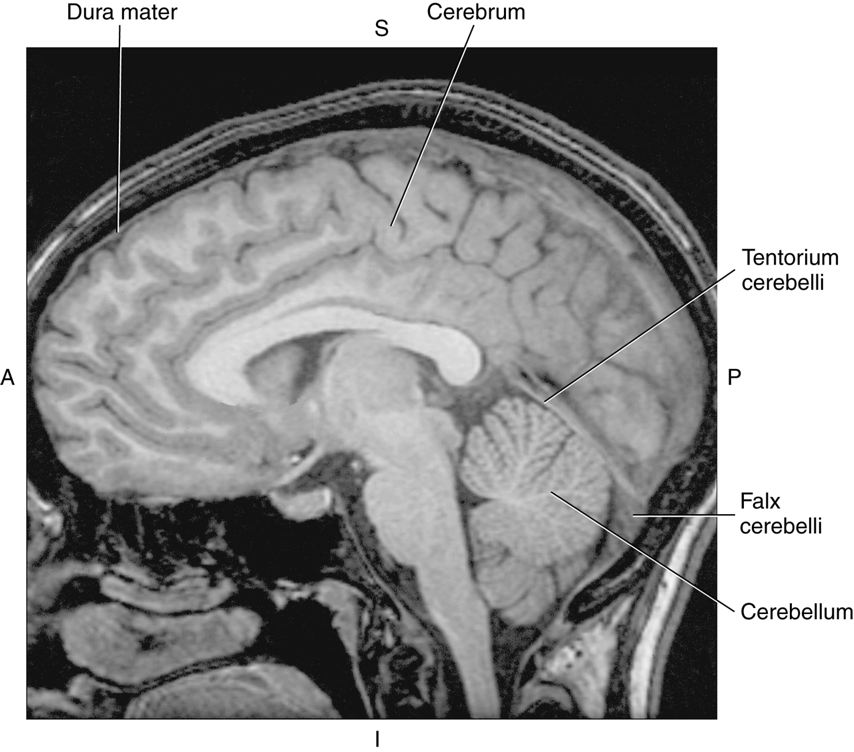 Dura mater
S
Cerebrum
Tentorium
cerebelli
A
P
Falx
cerebelli
Cerebellum
I